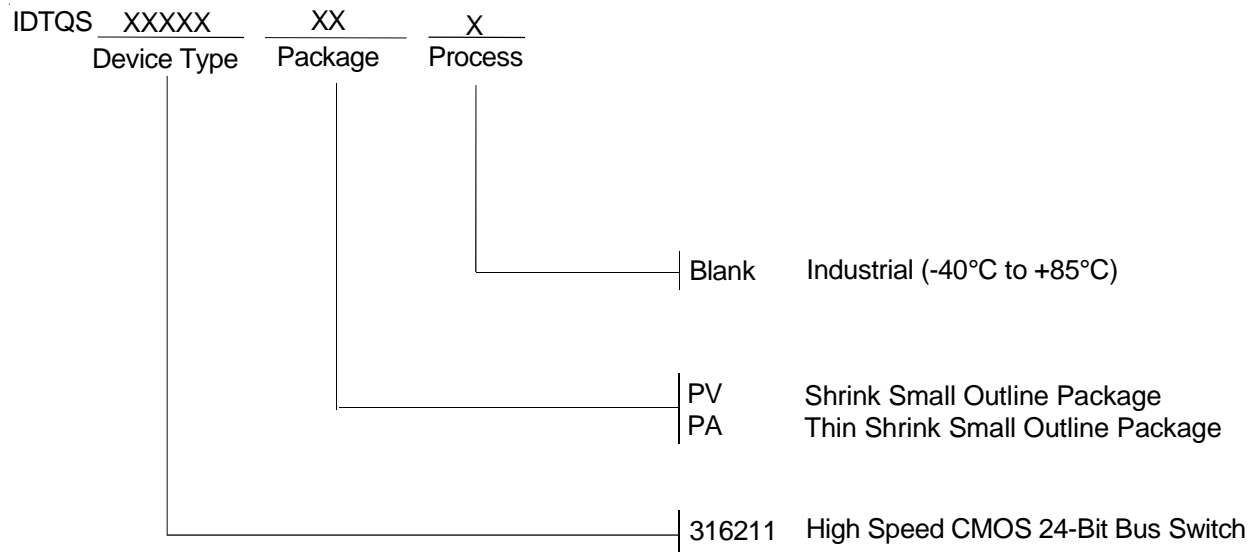 IDTQS XXXXX XX X
Device Type Package Process
Blank Industrial (-40°C to +85°C)
PV Shrink Small Outline Package
PA Thin Shrink Small Outline Package
316211 High Speed CMOS 24-Bit Bus Switch